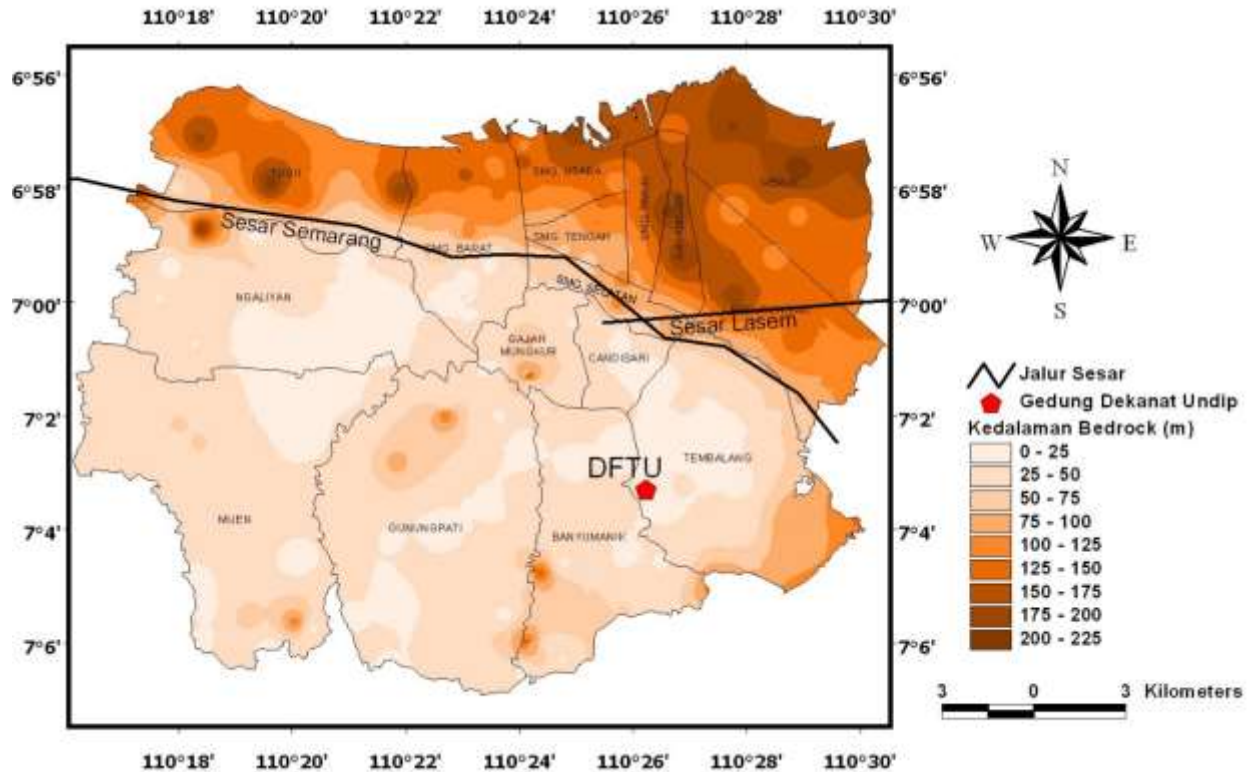 110°18' 110°20' 110°22' 110°24' 110°26' 110°28' 110°30'
6°56' 6°56'
6°58' 6°58'
7°00' 7°00'
7°2' 7°2'
7°4' 7°4'
7°6' 7°6'
TUGU
SMG. UTARA
Sesar Semarang
SMG. BARAT
SMG. TENGAH
SMG. SELATAN
NGALIYAN
Sesar Lasem
GAJAH
MUNGKUR
CANDISARI
TEMBALANG
DFTU
MIJEN
GUNUNGPATI
BANYUMANIK
N
W E
S
Jalur Sesar
Gedung Dekanat Undip
Kedalaman Bedrock (m)
0 - 25
25 - 50
50 - 75
75 - 100
100 - 125
125 - 150
150 - 175
175 - 200
200 - 225
3 0 3 Kilometers
110°18' 110°20' 110°22' 110°24' 110°26' 110°28' 110°30'